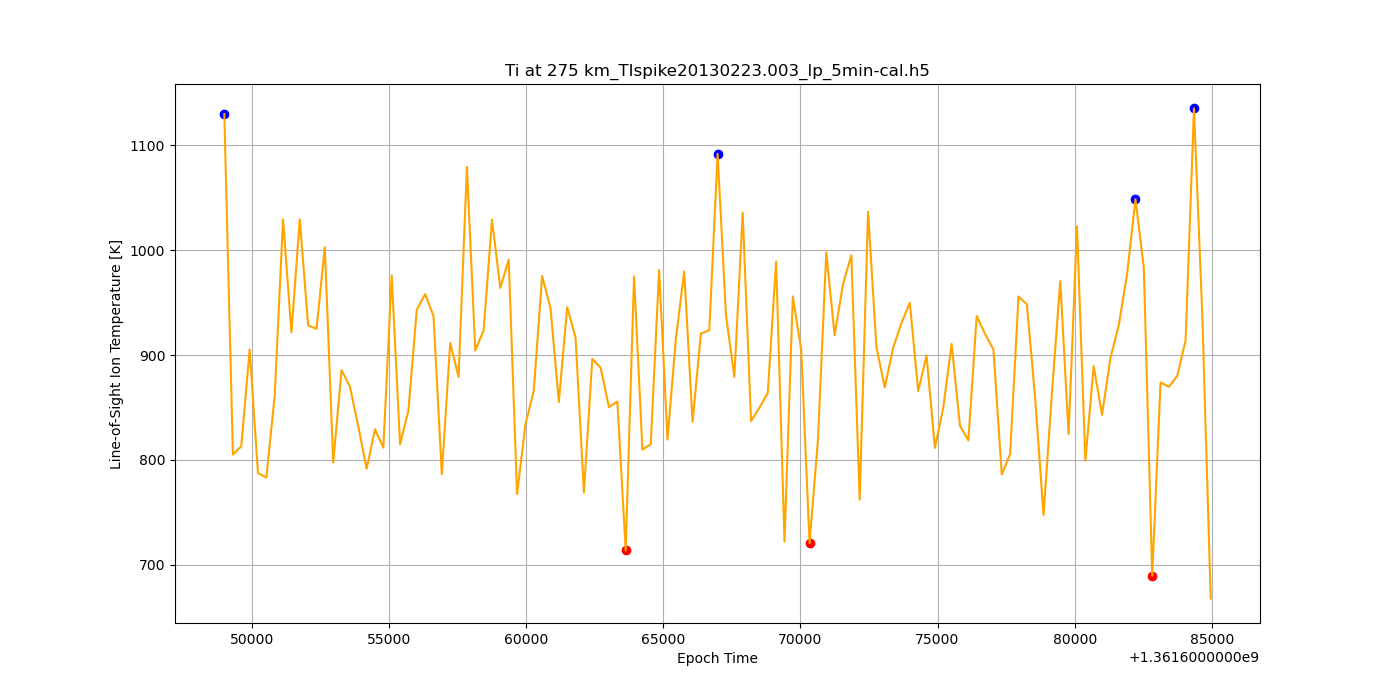 Ti at 275 km_TIspike20130223.003_lp_5min-cal.h5
Line-of-Sight Ion Temperature [K]
1100
1000
900
800
700
50000 55000 60000 65000 70000 75000 80000 85000
Epoch Time
+1.3616000000e9